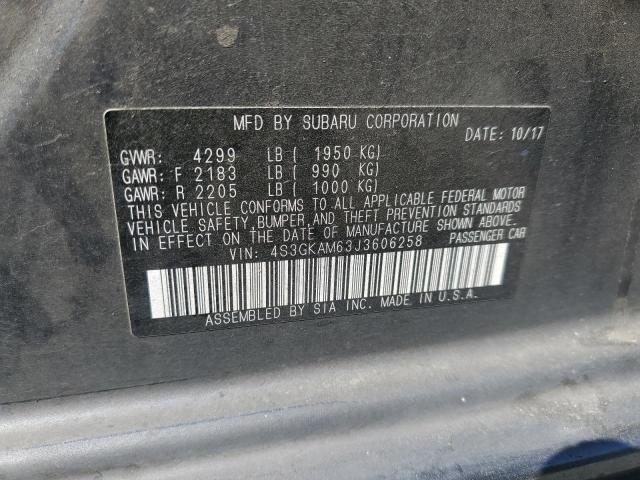 MFD BY SUBARU CORPORATION
DATE: 10/17
GVWR: 4299 LB ( 1950 KG)
GAWR: F 2183 LB ( 990 KG)
GAWR: R 2205 LB ( 1000 KG)
THIS VEHICLE CONFORMS TO ALL APPLICABLE FEDERAL MOTOR
VEHICLE SAFETY, BUMPER, AND THEFT PREVENTION STANDARDS
IN EFFECT ON THE DATE OF MANUFACTURE SHOWN ABOVE.
VIN: 4S3GKAM63J3606258 PASSENGER CAR
ASSEMBLED BY SIA INC. MADE IN U.S.A.